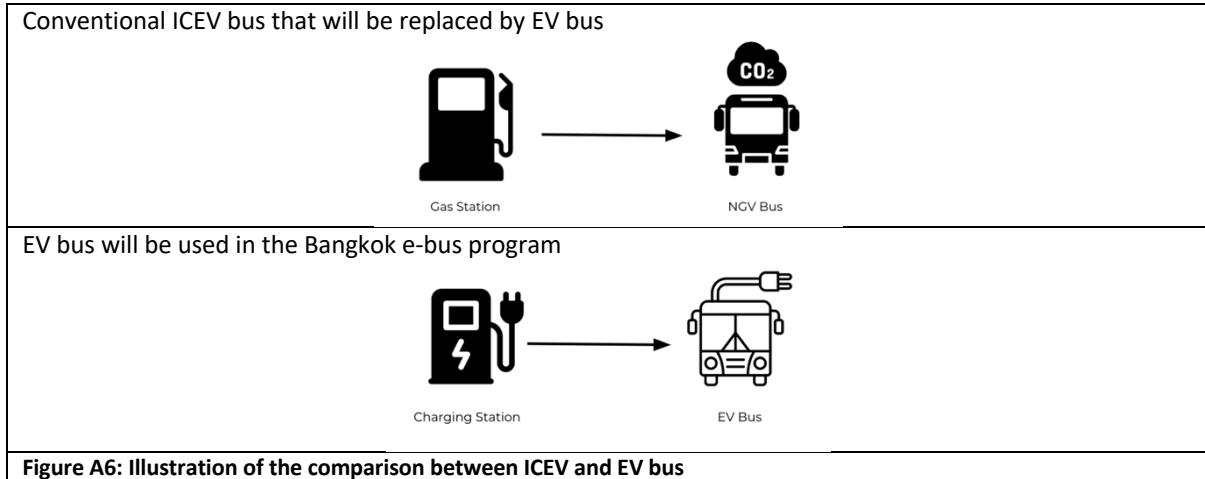 Conventional ICEV bus that will be replaced by EV bus
CO₂
Gas Station
NGV Bus
EV bus will be used in the Bangkok e-bus program
Charging Station
EV Bus
Figure A6: Illustration of the comparison between ICEV and EV bus